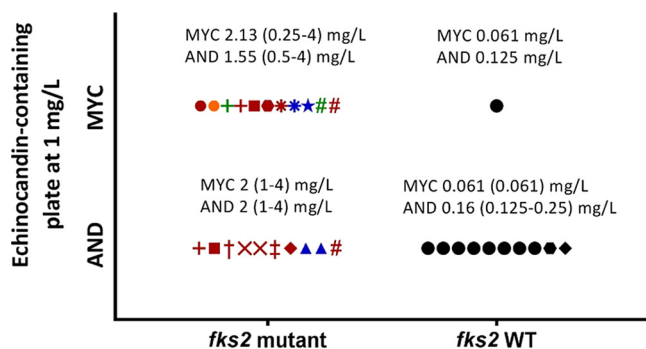 MYC 2.13 (0.25-4) mg/L
AND 1.55 (0.5-4) mg/L
MYC 0.061 mg/L
AND 0.125 mg/L
Echinocandin-containing
plate at 1 mg/L
MYC
##
MYC 2 (1-4) mg/L
AND 2 (1-4) mg/L
MYC 0.061 (0.061) mg/L
AND 0.16 (0.125-0.25) mg/L
AND
†
‡
#
fks2 mutant
fks2 WT